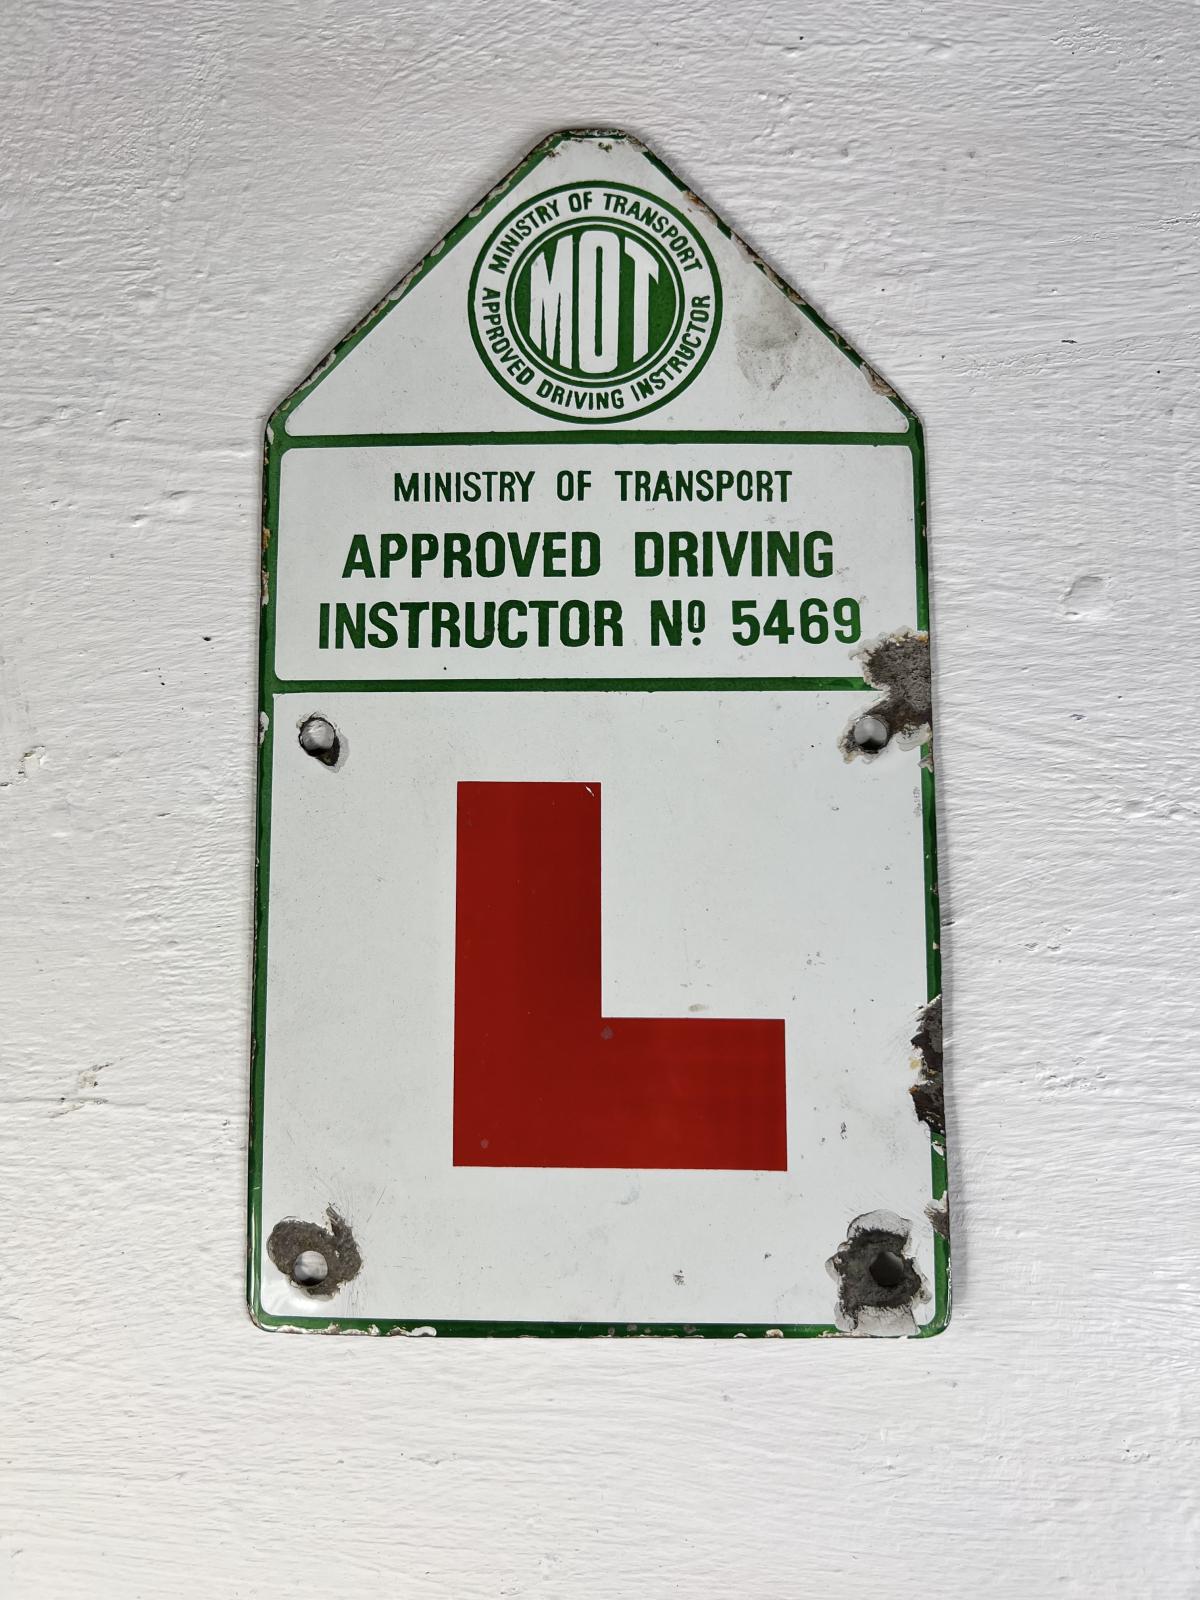 MINISTRY OF TRANSPORT
MOT
APPROVED DRIVING INSTRUCTOR
MINISTRY OF TRANSPORT
APPROVED DRIVING
INSTRUCTOR Nº 5469
L